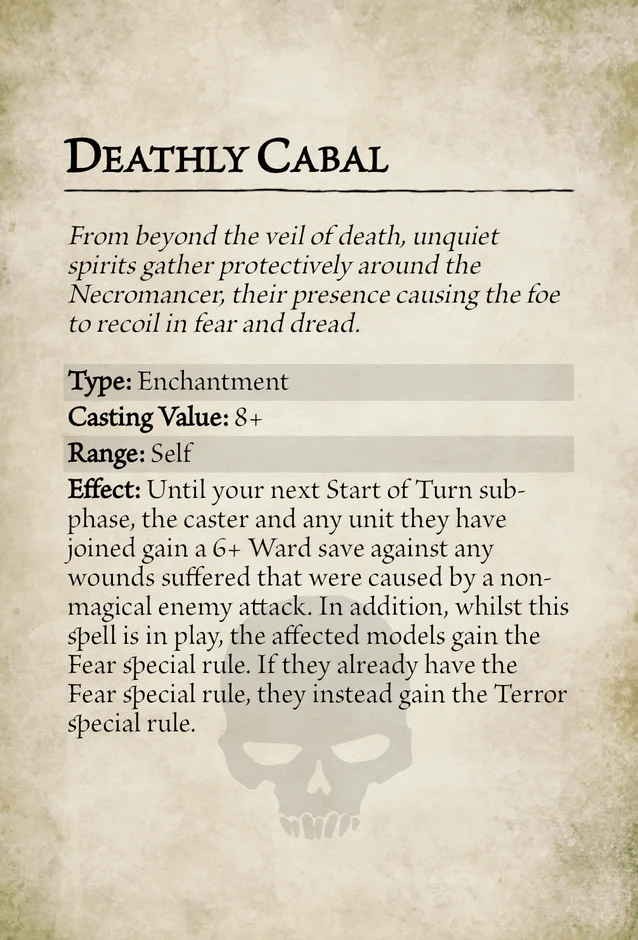 Deathly Cabal
From beyond the veil of death, unquiet
spirits gather protectively around the
Necromancer, their presence causing the foe
to recoil in fear and dread.
Type: Enchantment
Casting Value: 8+
Range: Self
Effect: Until your next Start of Turn sub-
phase, the caster and any unit they have
joined gain a 6+ Ward save against any
wounds suffered that were caused by a non-
magical enemy attack. In addition, whilst this
spell is in play, the affected models gain the
Fear special rule. If they already have the
Fear special rule, they instead gain the Terror
special rule.